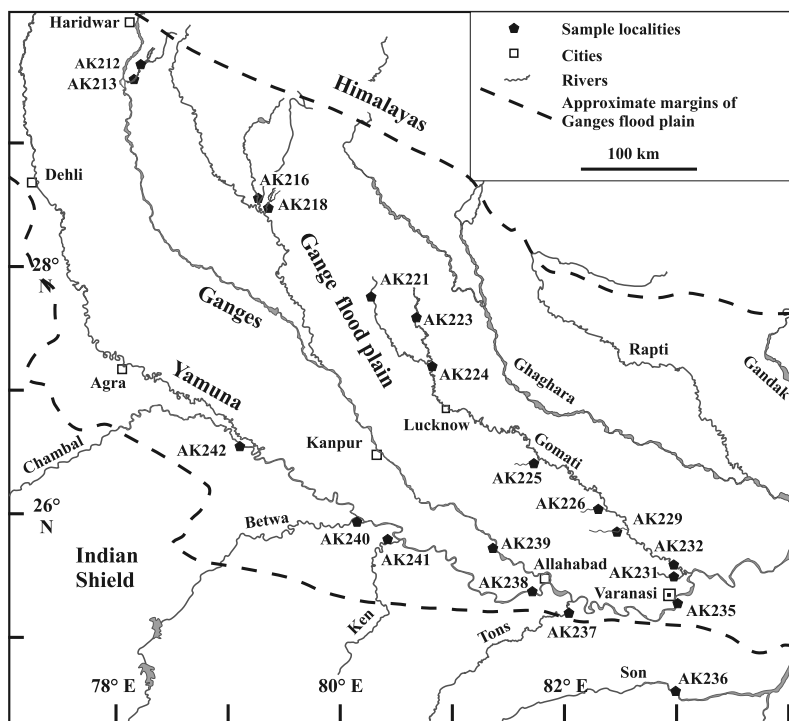 Haridwar
AK212
AK213
Sample localities
Cities
Rivers
Approximate margins of
Ganges flood plain
100 km
Himalayas
Dehli
AK216
AK218
28°
N
Ganges
Gange flood plain
AK221
AK223
AK224
Rapti
Gandak
Ghaghara
Agra
Yamuna
Lucknow
Gomati
Chambal
AK242
Kanpur
AK225
AK226
AK229
26°
N
Betwa
AK240
AK241
AK239
AK232
Indian
Shield
Allahabad
AK231
AK238
Varanasi
AK235
Ken
Tons
AK237
Son
AK236
78° E
80° E
82° E